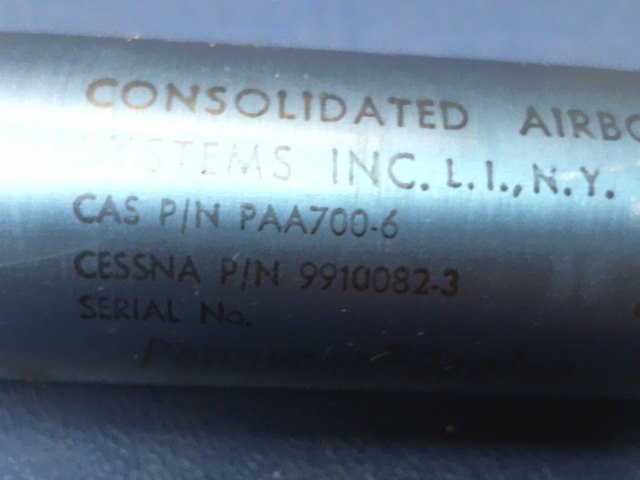 CONSOLIDATED AIRBO
SYSTEMS INC. L.I., N.Y.
CAS P/N PAA700-6
CESSNA P/N 9910082-3
SERIAL No.